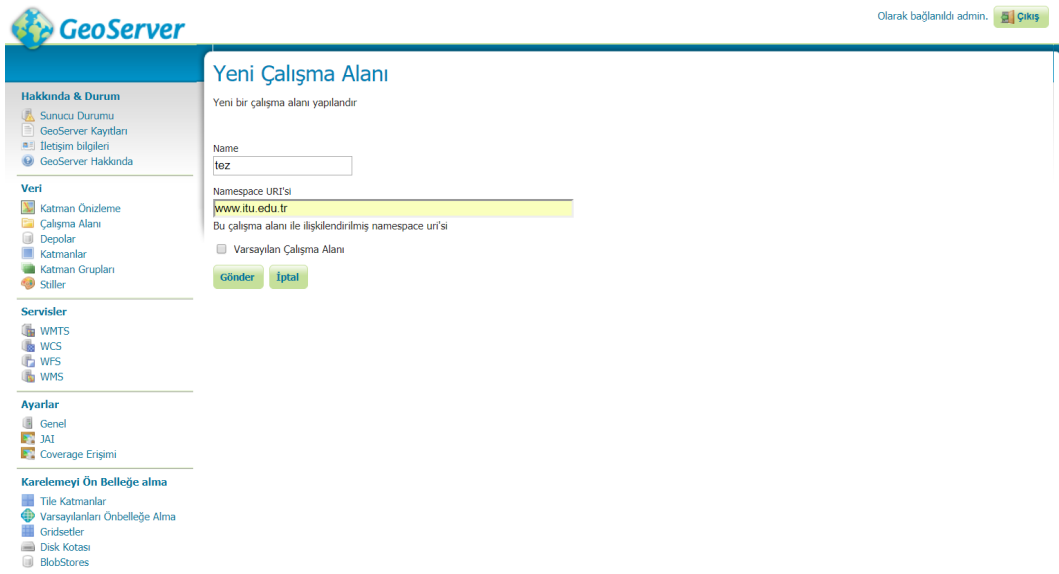 GeoServer
Olarak bağlanıldı admin.
Çıkış
Hakkında & Durum
Sunucu Durumu
GeoServer Kayıtları
İletişim bilgileri
GeoServer Hakkında
Veri
Katman Önizleme
Çalışma Alanı
Depolar
Katmanlar
Katman Grupları
Stiller
Servisler
WMTS
WCS
WFS
WMS
Ayarlar
Genel
JAI
Coverage Erişimi
Karelemeyi Ön Belleğe alma
Tile Katmanlar
Varsayılanları Önbelleğe Alma
Gridsetler
Disk Kotası
BlobStores
Yeni Çalışma Alanı
Yeni bir çalışma alanı yapılandır
Name
tez
Namespace URI'si
www.itu.edu.tr
Bu çalışma alanı ile ilişkilendirilmiş namespace uri'si
Varsayılan Çalışma Alanı
Gönder İptal